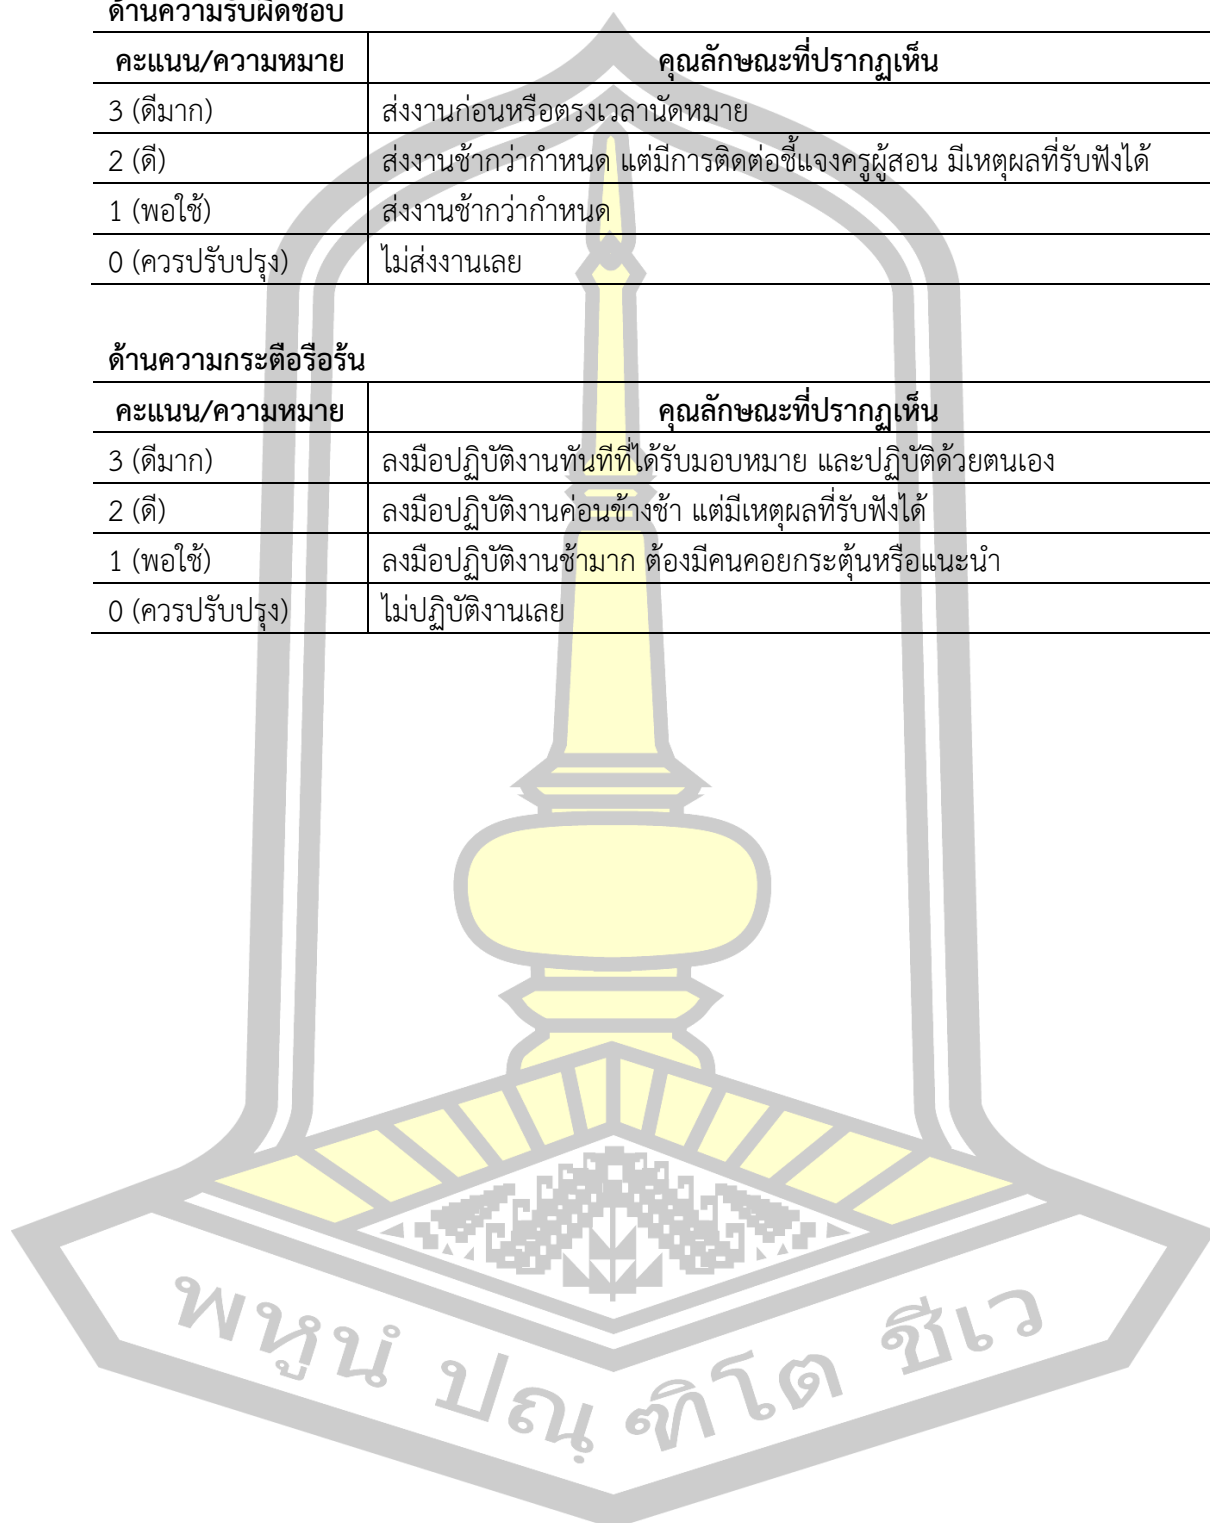 ด้านความรับผิดชอบ
คะแนน/ความหมาย คุณลักษณะที่ปรากฏเห็น
3 (ดีมาก) ส่งงานก่อนหรือตรงเวลานัดหมาย
2 (ดี) ส่งงานช้ากว่ากำหนด แต่มีการติดต่อชี้แจงครูผู้สอน มีเหตุผลที่รับฟังได้
1 (พอใช้) ส่งงานช้ากว่ากำหนด
0 (ควรปรับปรุง) ไม่ส่งงานเลย
ด้านความกระตือรือร้น
คะแนน/ความหมาย คุณลักษณะที่ปรากฏเห็น
3 (ดีมาก) ลงมือปฏิบัติงานทันทีที่ได้รับมอบหมาย และปฏิบัติด้วยตนเอง
2 (ดี) ลงมือปฏิบัติงานค่อนข้างช้า แต่มีเหตุผลที่รับฟังได้
1 (พอใช้) ลงมือปฏิบัติงานช้ามาก ต้องมีคนคอยกระตุ้นหรือแนะนำ
0 (ควรปรับปรุง) ไม่ปฏิบัติงานเลย
พหูนํ ปณฺฑิโต ชีเว